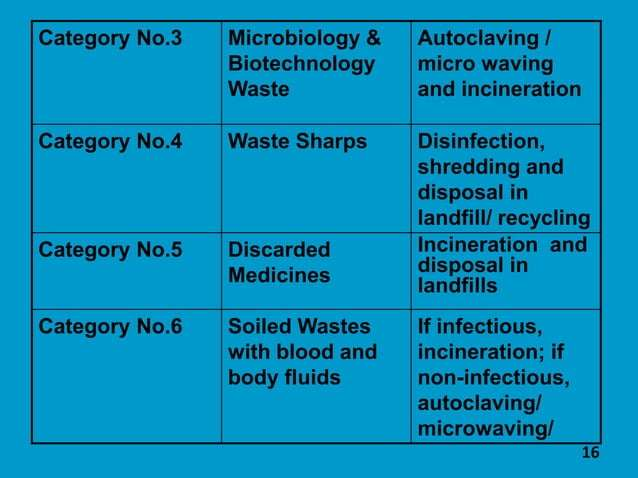 Category No.3
Microbiology &
Biotechnology
Waste
Autoclaving /
micro waving
and incineration
Category No.4
Waste Sharps
Disinfection,
shredding and
disposal in
landfill/ recycling
Category No.5
Discarded
Medicines
Incineration and
disposal in
landfills
Category No.6
Soiled Wastes
with blood and
body fluids
If infectious,
incineration; if
non-infectious,
autoclaving/
microwaving/
16